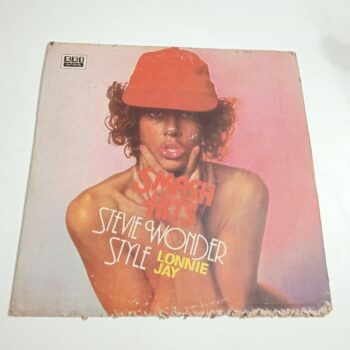 SMASH
HITS
STEVIE WONDER
STYLE
LONNIE
JAY